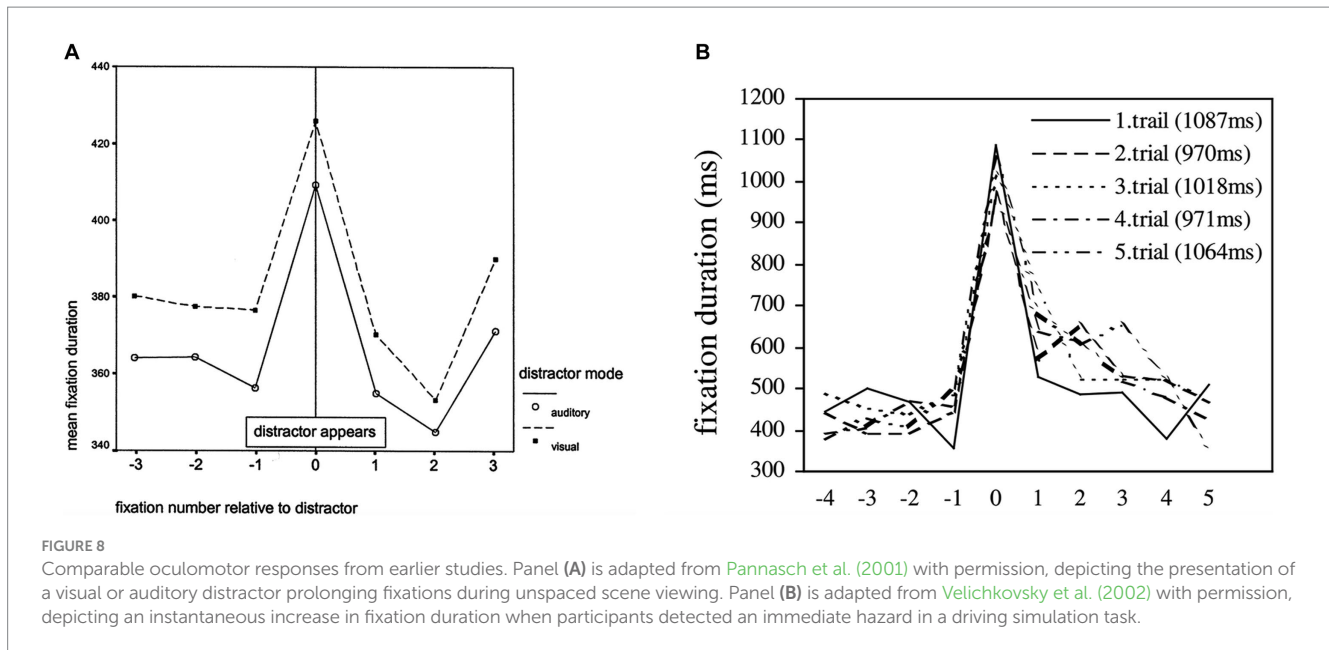 A
440
420
400
380
360
340
mean fixation duration
distractor appears
distractor mode
auditory
visual
-3 -2 -1 0 1 2 3
fixation number relative to distractor
B
1200
1100
1000
900
800
700
600
500
400
300
fixation duration (ms)
1.trail (1087ms)
2.trial (970ms)
3.trial (1018ms)
4.trial (971ms)
5.trial (1064ms)
-4 -3 -2 -1 0 1 2 3 4 5
FIGURE 8
Comparable oculomotor responses from earlier studies. Panel (A) is adapted from Pannasch et al. (2001) with permission, depicting the presentation of
a visual or auditory distractor prolonging fixations during unspaced scene viewing. Panel (B) is adapted from Velichkovsky et al. (2002) with permission,
depicting an instantaneous increase in fixation duration when participants detected an immediate hazard in a driving simulation task.